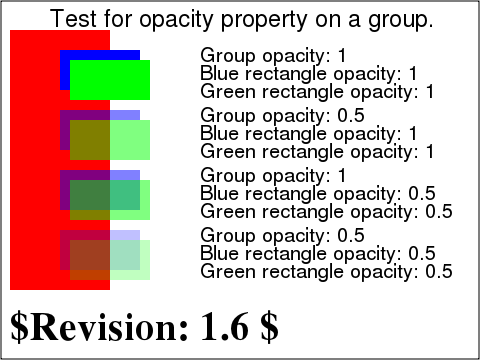 Test for opacity property on a group.
Group opacity: 1
Blue rectangle opacity: 1
Green rectangle opacity: 1
Group opacity: 0.5
Blue rectangle opacity: 1
Green rectangle opacity: 1
Group opacity: 1
Blue rectangle opacity: 0.5
Green rectangle opacity: 0.5
Group opacity: 0.5
Blue rectangle opacity: 0.5
Green rectangle opacity: 0.5
$Revision: 1.6 $